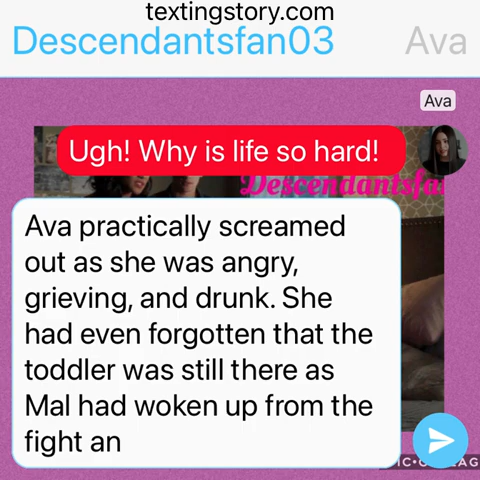 textingstory.com
Descendantsfan03 Ava
Ava
Ugh! Why is life so hard!
Descendantsfa
Ava practically screamed
out as she was angry,
grieving, and drunk. She
had even forgotten that the
toddler was still there as
Mal had woken up from the
fight an